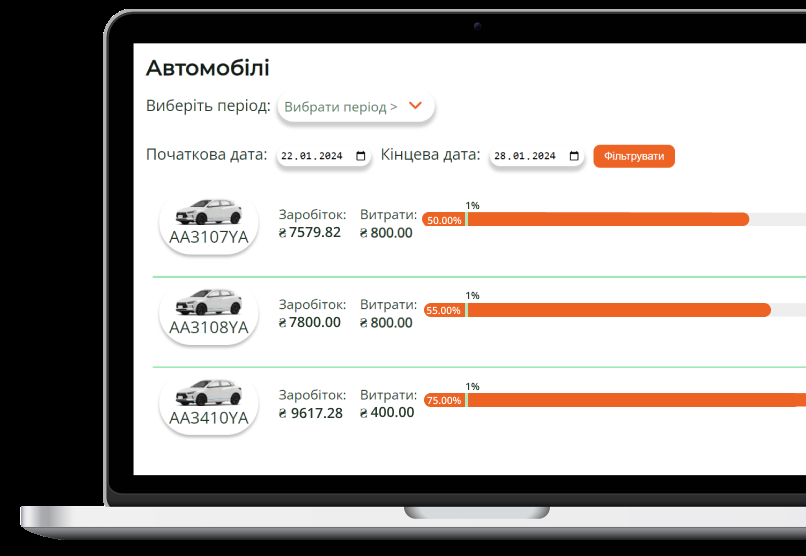 Автомобілі
Виберіть період: Вибрати період >
Початкова дата: 22.01.2024 Кінцева дата: 28.01.2024 Фільтрувати
1%
Заробіток: Витрати: 50.00%
AA3107YA ₴ 7579.82 ₴ 800.00
1%
Заробіток: Витрати: 55.00%
AA3108YA ₴ 7800.00 ₴ 800.00
1%
Заробіток: Витрати: 75.00%
AA3410YA ₴ 9617.28 ₴ 400.00